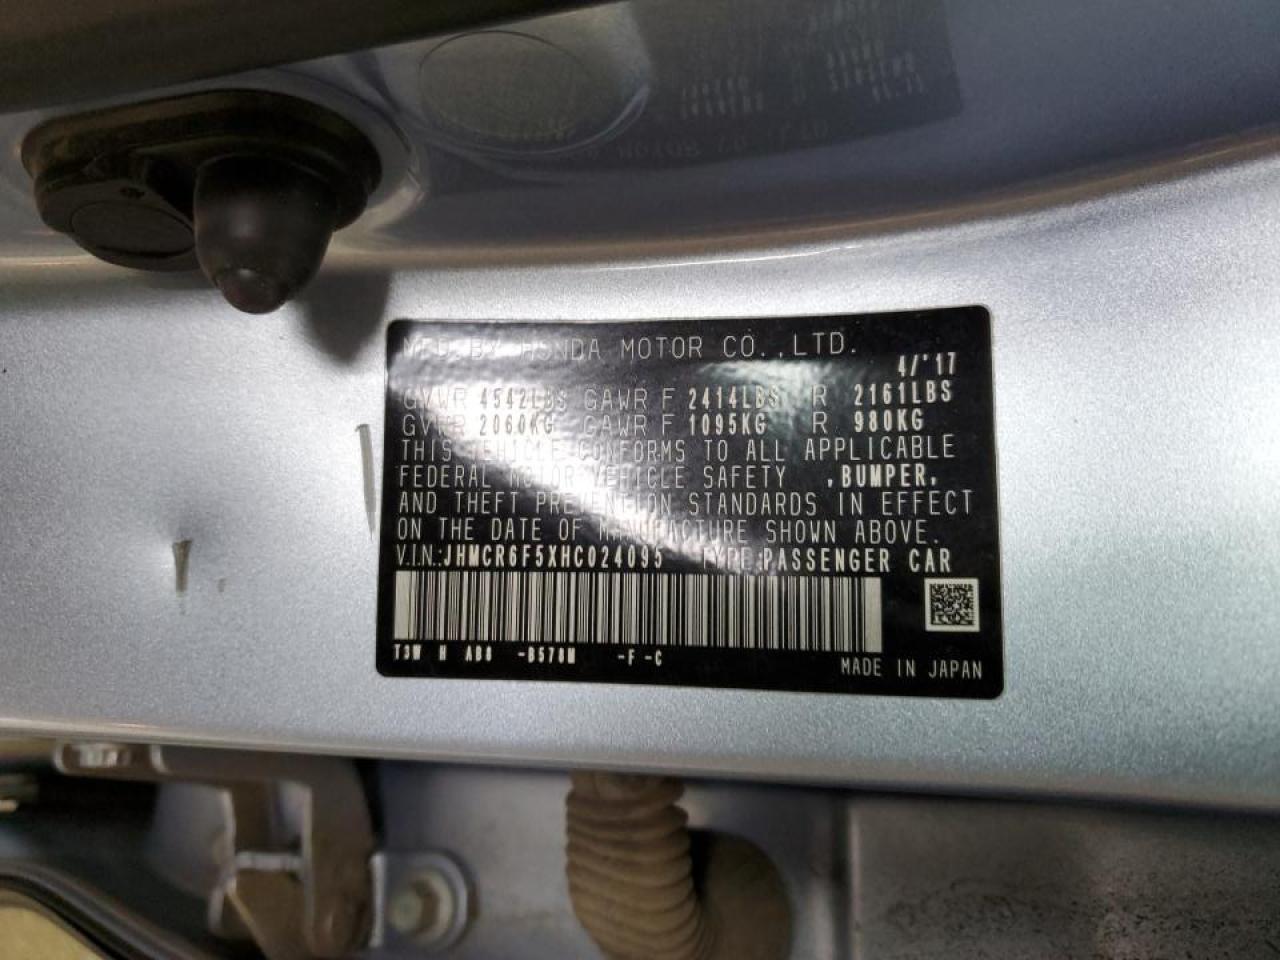 MFD. BY HONDA MOTOR CO., LTD.
4/'17
GVWR 4542LBS GAWR F 2414LBS R 2161LBS
GVWR 2060KG GAWR F 1095KG R 980KG
THIS VEHICLE CONFORMS TO ALL APPLICABLE
FEDERAL MOTOR VEHICLE SAFETY ,BUMPER,
AND THEFT PREVENTION STANDARDS IN EFFECT
ON THE DATE OF MANUFACTURE SHOWN ABOVE.
V.I.N.:JHMCR6F5XHC024095 TYPE:PASSENGER CAR
T3W H AB8 -B578M -F -C
MADE IN JAPAN